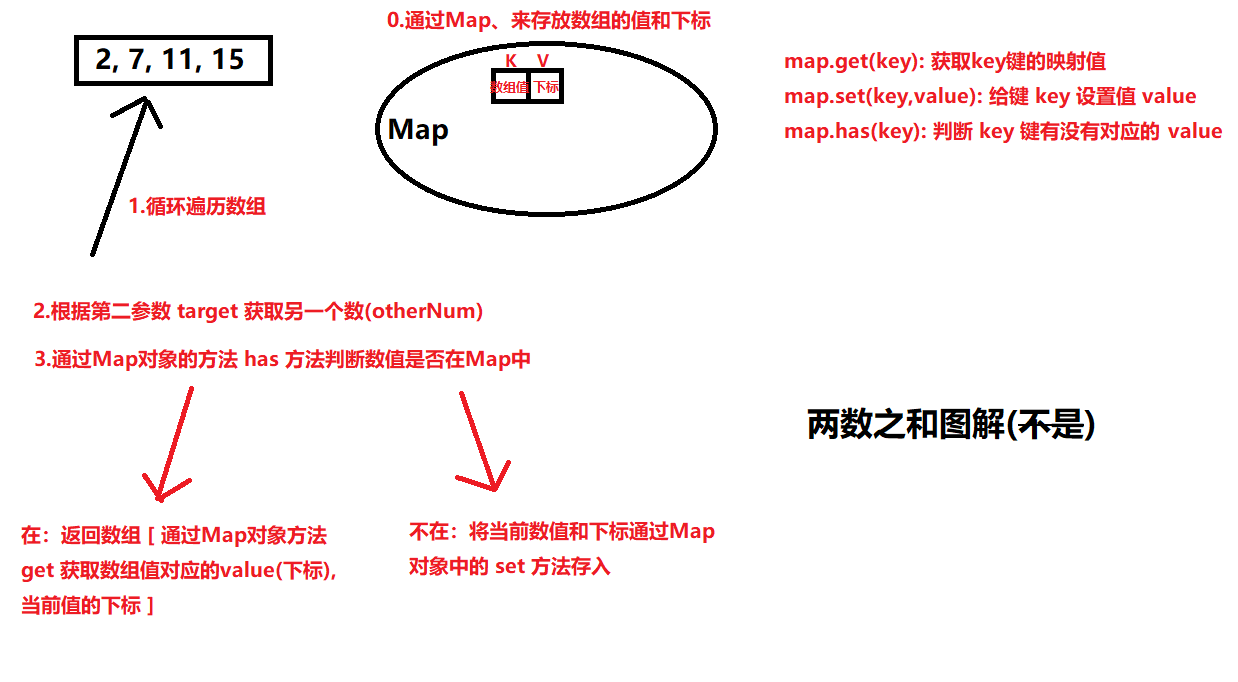 0.通过Map、来存放数组的值和下标
2, 7, 11, 15
K V
数组值 下标
Map
map.get(key): 获取key键的映射值
map.set(key,value): 给键 key 设置值 value
map.has(key): 判断 key 键有没有对应的 value
1.循环遍历数组
2.根据第二参数 target 获取另一个数(otherNum)
3.通过Map对象的方法 has 方法判断数值是否在Map中
两数之和图解(不是)
在：返回数组 [ 通过Map对象方法
get 获取数组值对应的value(下标),
当前值的下标 ]
不在：将当前数值和下标通过Map
对象中的 set 方法存入